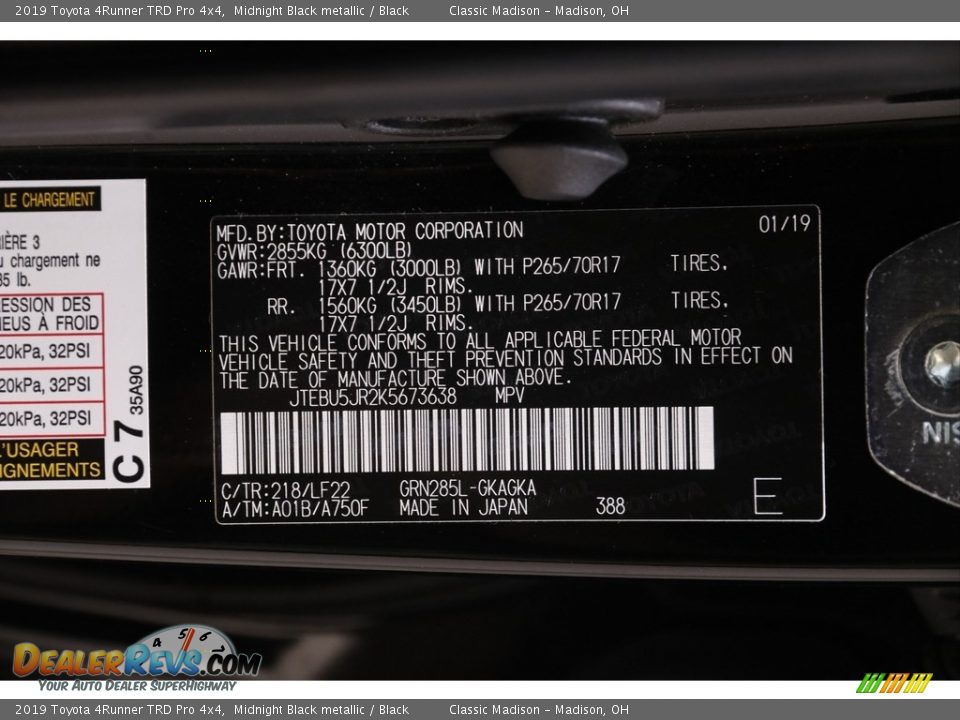 2019 Toyota 4Runner TRD Pro 4x4, Midnight Black metallic / Black Classic Madison – Madison, OH
LE CHARGEMENT
IÈRE 3
u chargement ne
35 lb.
ESSION DES
NEUS À FROID
20kPa, 32PSI
20kPa, 32PSI
20kPa, 32PSI
L'USAGER
IGNEMENTS
C 7 35A90
MFD. BY: TOYOTA MOTOR CORPORATION 01/19
GVWR: 2855KG (6300LB)
GAWR: FRT. 1360KG (3000LB) WITH P265/70R17 TIRES.
17X7 1/2J RIMS.
RR. 1560KG (3450LB) WITH P265/70R17 TIRES.
17X7 1/2J RIMS.
THIS VEHICLE CONFORMS TO ALL APPLICABLE FEDERAL MOTOR
VEHICLE SAFETY AND THEFT PREVENTION STANDARDS IN EFFECT ON
THE DATE OF MANUFACTURE SHOWN ABOVE.
JTEBU5JR2K5673638 MPV
C/TR: 218/LF22 GRN285L-GKAGKA
A/TM: A01B/A750F MADE IN JAPAN 388 E
NIS
4 5 6 7
DEALERREVS.COM
YOUR AUTO DEALER SUPERHIGHWAY
2019 Toyota 4Runner TRD Pro 4x4, Midnight Black metallic / Black Classic Madison – Madison, OH